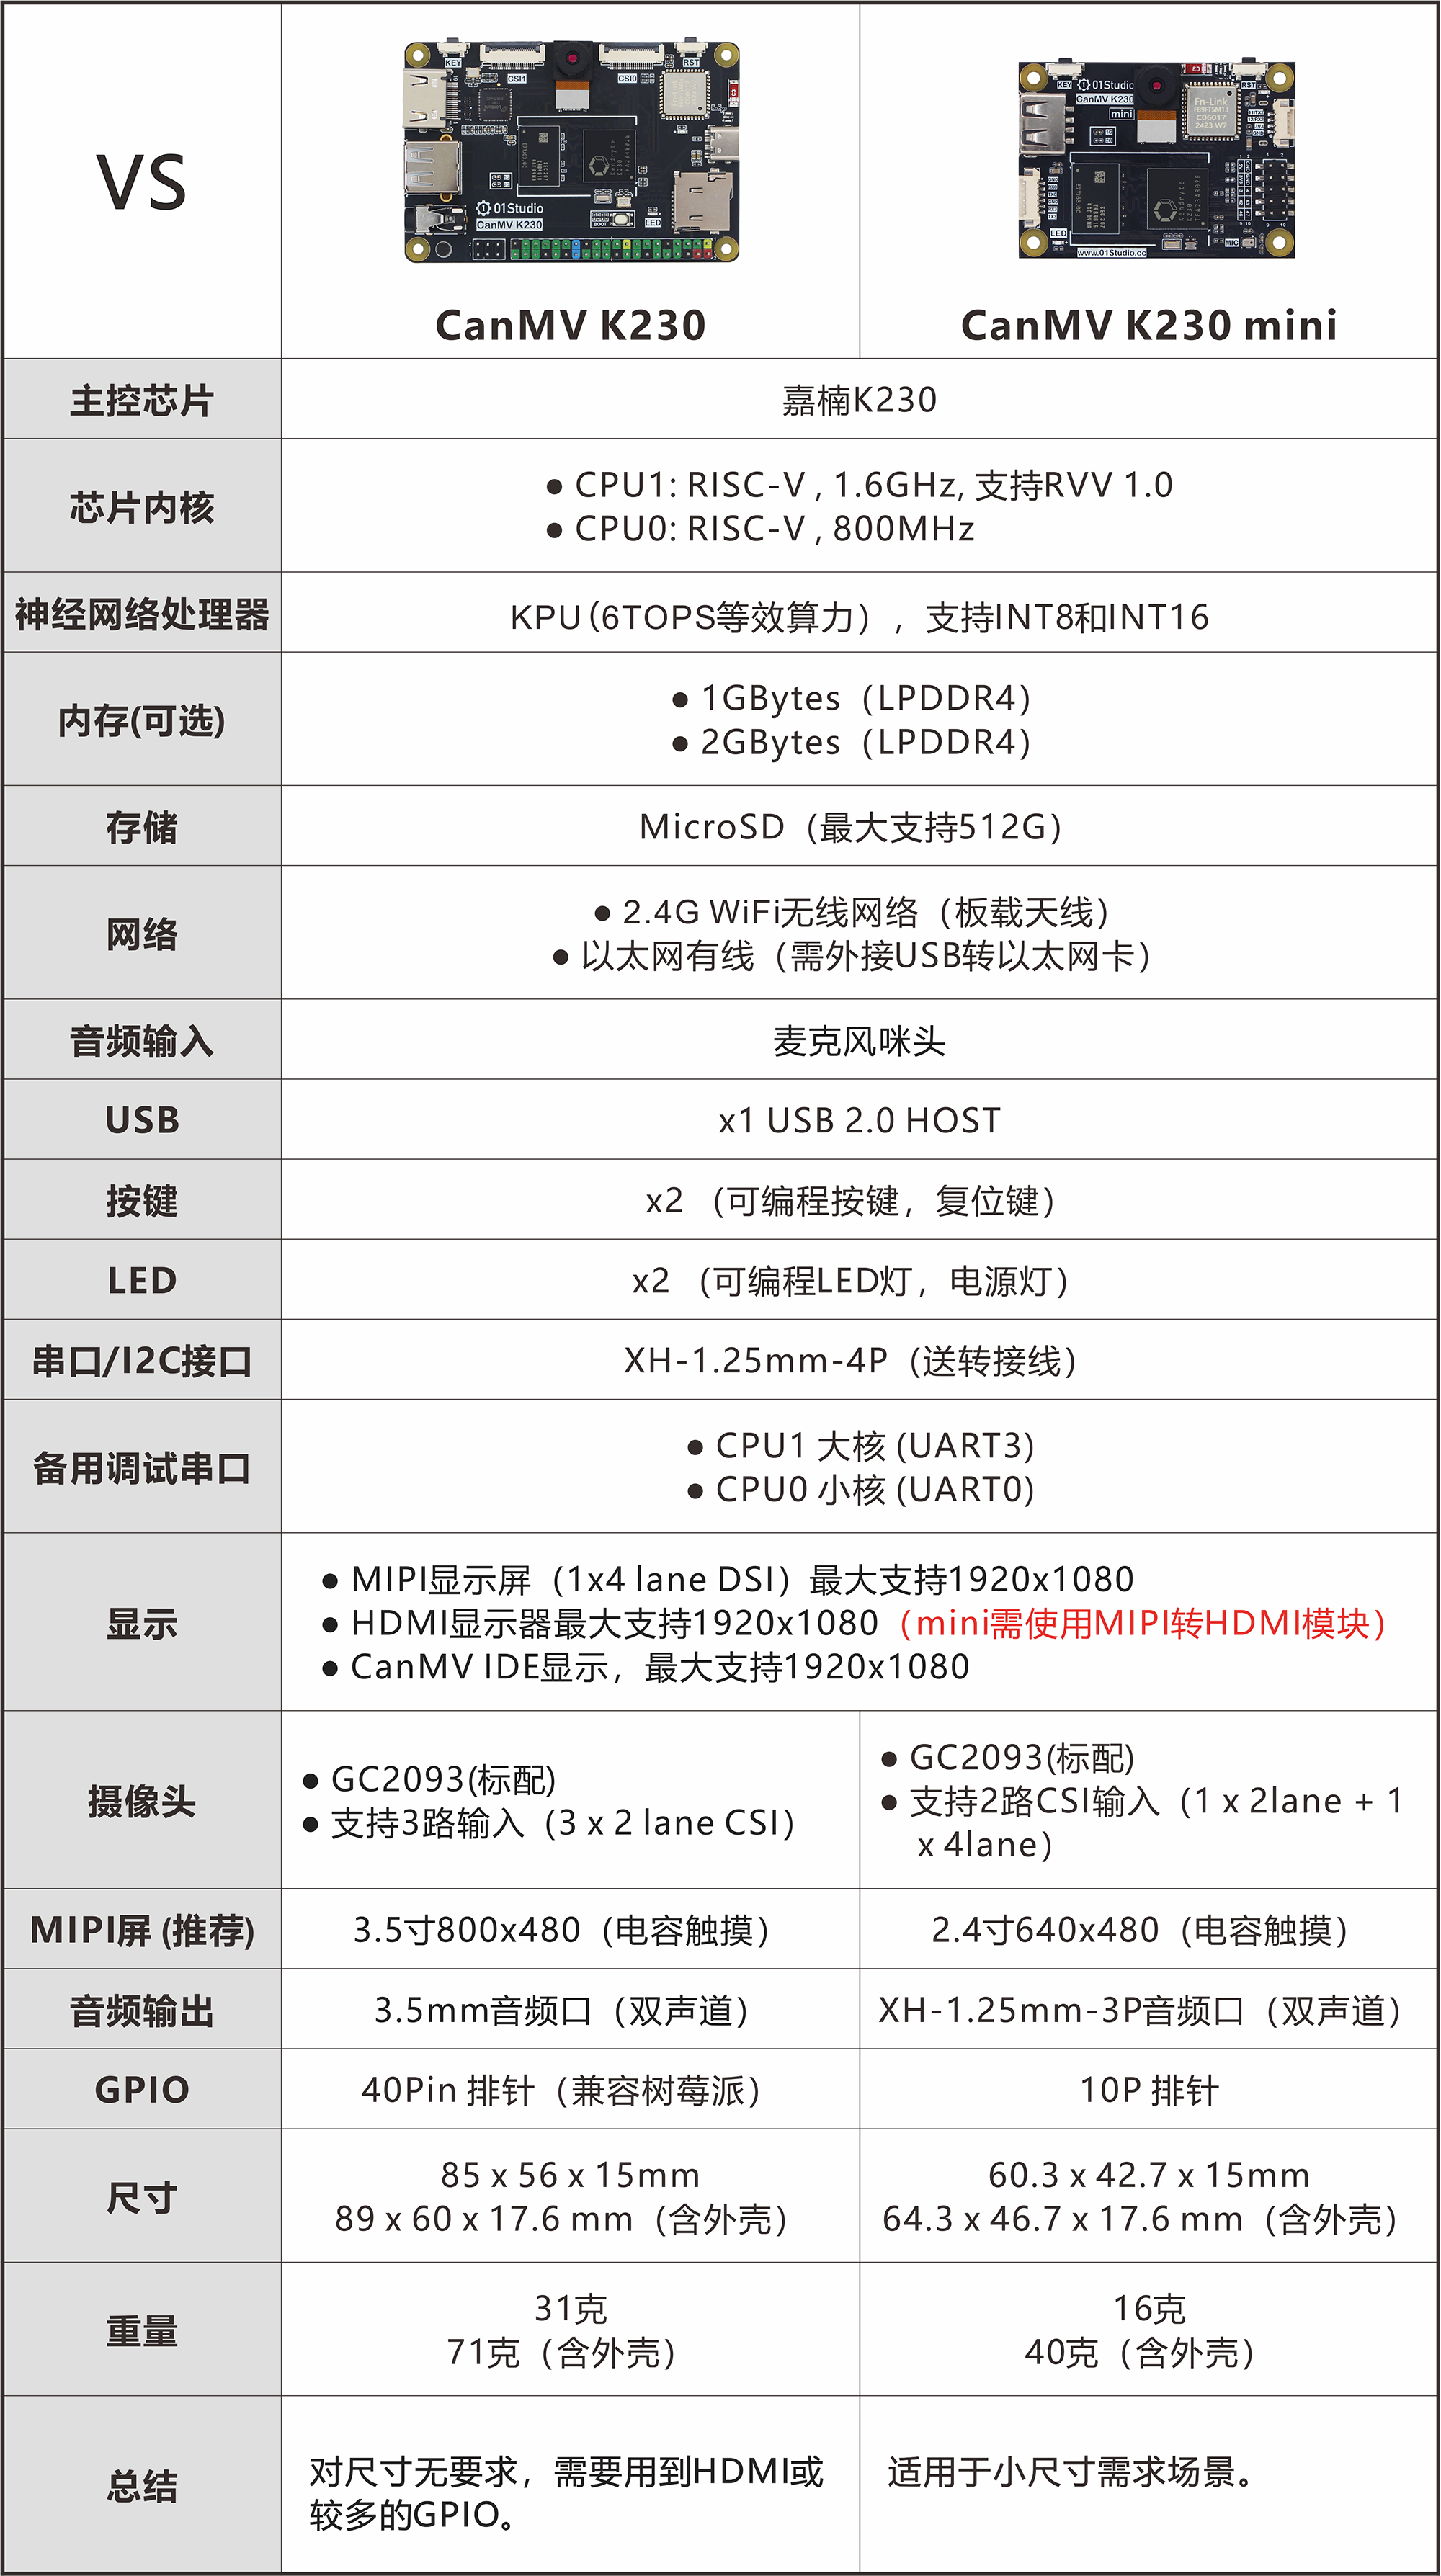 VS
KEY
CSI1
CSI0
RST
01Studio
CanMV K230
BOOT
LED
CanMV K230
KEY
01Studio
CanMV K230
mini
RST
Fn-Link
C06017
2423 W7
LED
MIC
www.01Studio.cc
CanMV K230 mini
主控芯片
嘉楠K230
芯片内核
● CPU1: RISC-V , 1.6GHz, 支持RVV 1.0
● CPU0: RISC-V , 800MHz
神经网络处理器
KPU（6TOPS等效算力），支持INT8和INT16
内存(可选)
● 1GBytes（LPDDR4）
● 2GBytes（LPDDR4）
存储
MicroSD（最大支持512G）
网络
● 2.4G WiFi无线网络（板载天线）
● 以太网有线（需外接USB转以太网卡）
音频输入
麦克风咪头
USB
x1 USB 2.0 HOST
按键
x2 （可编程按键，复位键）
LED
x2 （可编程LED灯，电源灯）
串口/I2C接口
XH-1.25mm-4P（送转接线）
备用调试串口
● CPU1 大核 (UART3)
● CPU0 小核 (UART0)
显示
● MIPI显示屏（1x4 lane DSI）最大支持1920x1080
● HDMI显示器最大支持1920x1080（mini需使用MIPI转HDMI模块）
● CanMV IDE显示，最大支持1920x1080
摄像头
● GC2093(标配)
● 支持3路输入（3 x 2 lane CSI）
● GC2093(标配)
● 支持2路CSI输入（1 x 2lane + 1
x 4lane）
MIPI屏 (推荐)
3.5寸800x480（电容触摸）
2.4寸640x480（电容触摸）
音频输出
3.5mm音频口（双声道）
XH-1.25mm-3P音频口（双声道）
GPIO
40Pin 排针（兼容树莓派）
10P 排针
尺寸
85 x 56 x 15mm
89 x 60 x 17.6 mm（含外壳）
60.3 x 42.7 x 15mm
64.3 x 46.7 x 17.6 mm（含外壳）
重量
31克
71克（含外壳）
16克
40克（含外壳）
总结
对尺寸无要求，需要用到HDMI或
较多的GPIO。
适用于小尺寸需求场景。